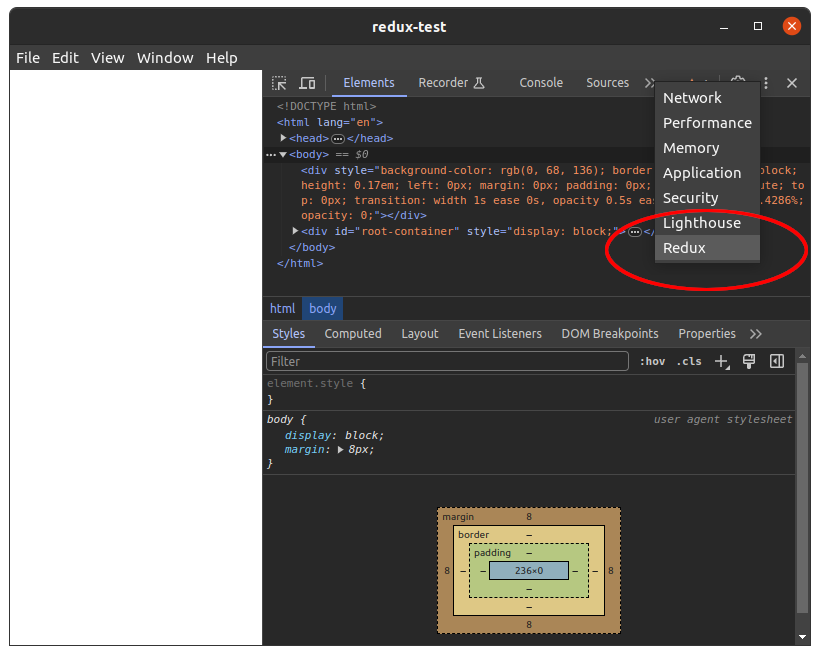 redux-test
File Edit View Window Help
Elements Recorder Console Sources
Network
Performance
Memory
Application
Security
Lighthouse
Redux
<!DOCTYPE html>
<html lang="en">
<head> </head>
<body> == $0
<div style="background-color: rgb(0, 68, 136); border block;
height: 0.17em; left: 0px; margin: 0px; padding: 0px; ute; to
p: 0px; transition: width 1s ease 0s, opacity 0.5s eas .4286%;
opacity: 0;"></div>
<div id="root-container" style="display: block;"> </
</body>
</html>
html body
Styles Computed Layout Event Listeners DOM Breakpoints Properties
Filter :hov .cls
element.style {
}
body { user agent stylesheet
display: block;
margin: 8px;
}
margin 8
border –
padding –
8 – – 236×0 – – 8
–
–
8